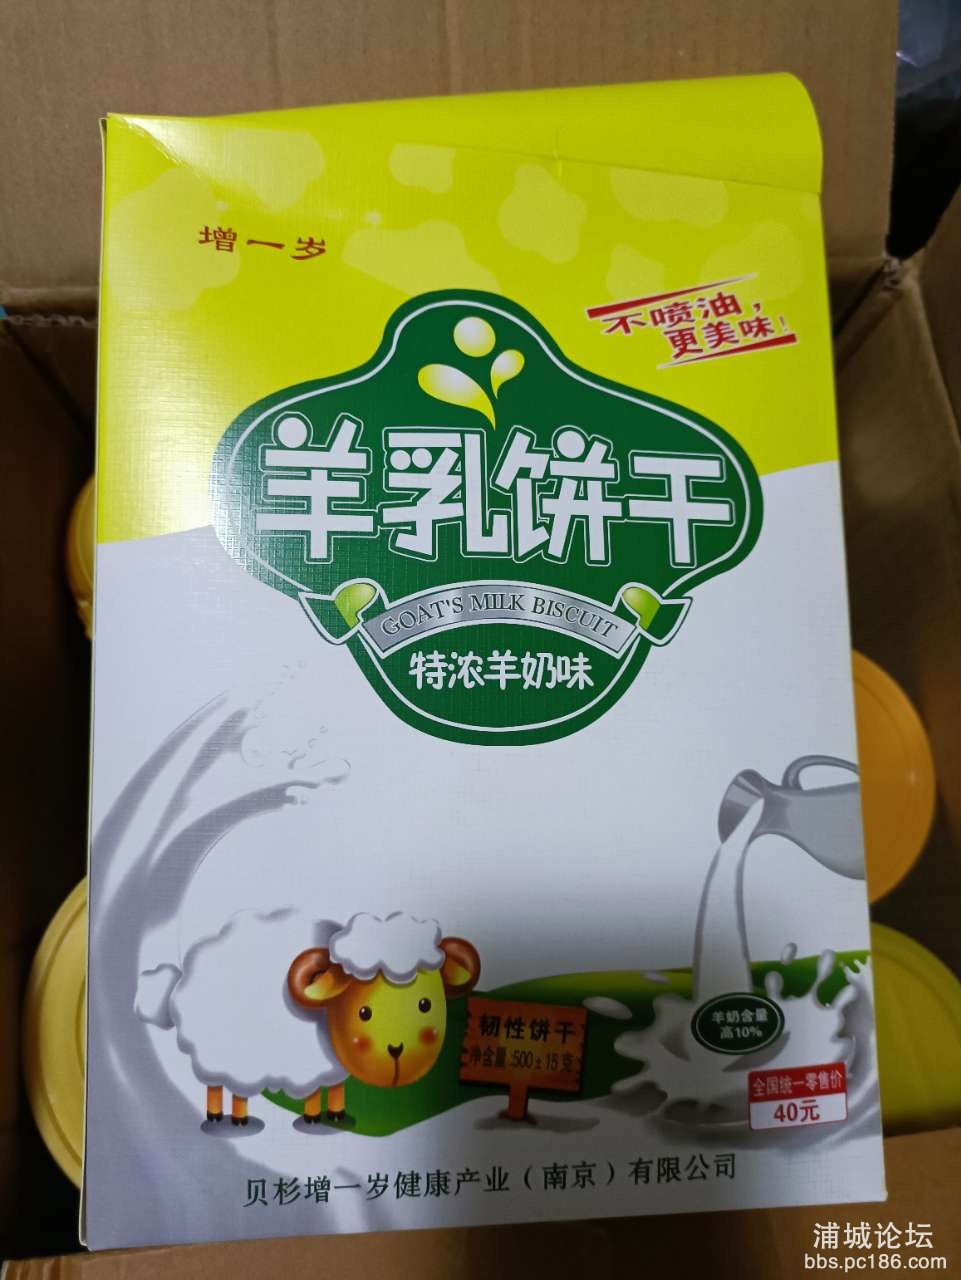 增一岁
不喷油，
更美味！
羊乳饼干
GOAT'S MILK BISCUIT
特浓羊奶味
羊奶含量
高10%
韧性饼干
净含量:500±15克
全国统一零售价
40元
贝杉增一岁健康产业（南京）有限公司
浦城论坛
bbs.pc186.com